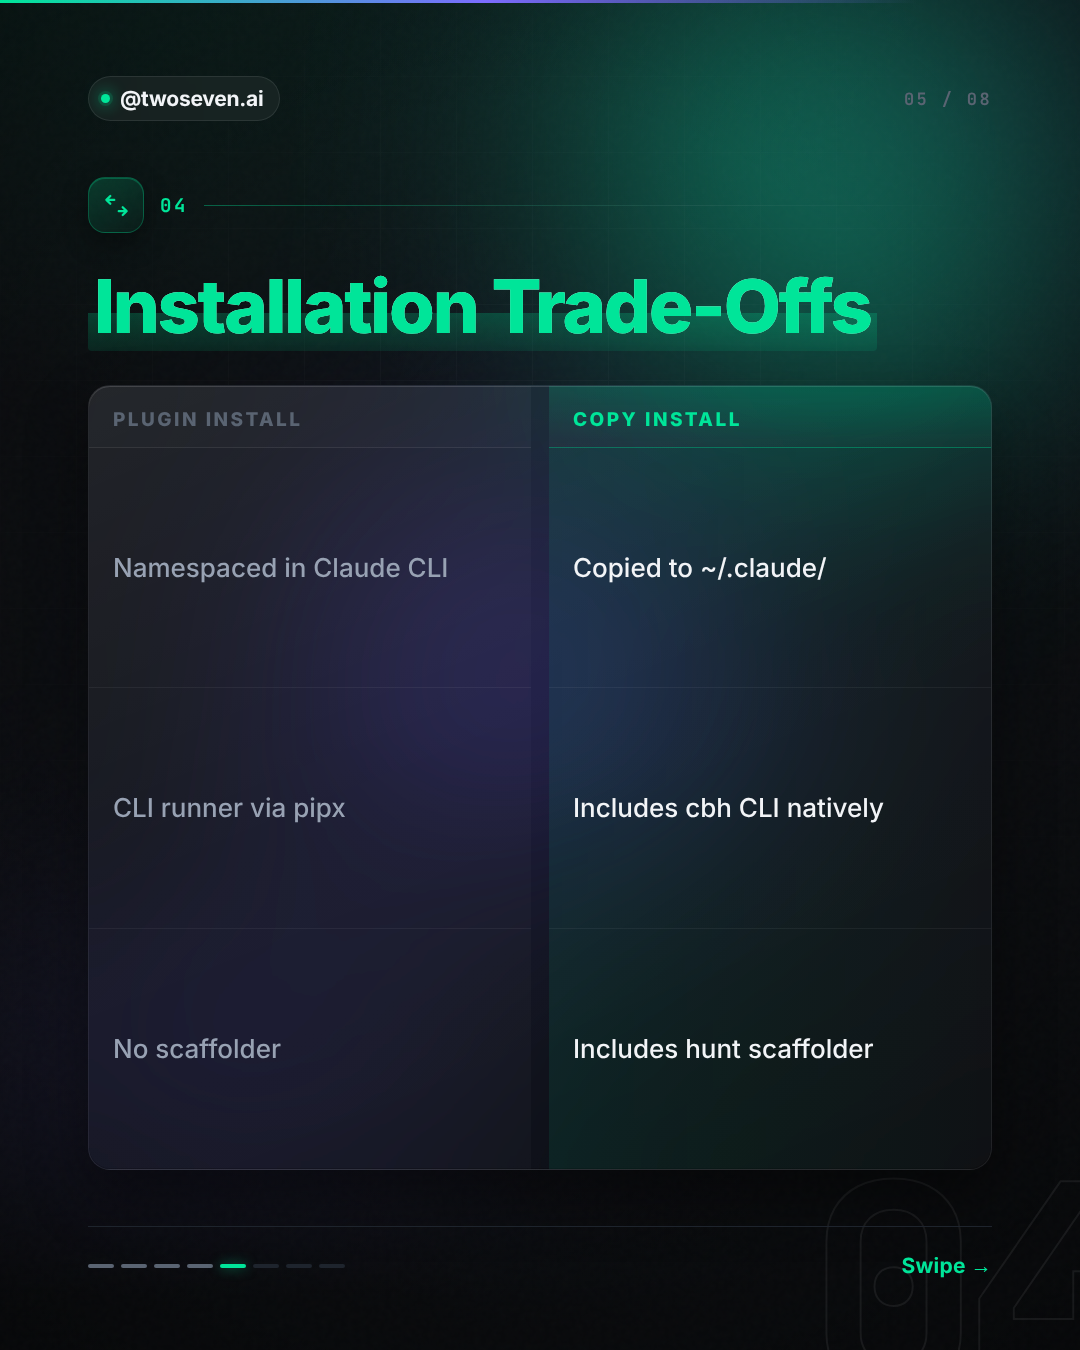 @twoseven.ai
05 / 08
04
Installation Trade-Offs
PLUGIN INSTALL
COPY INSTALL
Namespaced in Claude CLI
Copied to ~/.claude/
CLI runner via pipx
Includes cbh CLI natively
No scaffolder
Includes hunt scaffolder
Swipe →
04